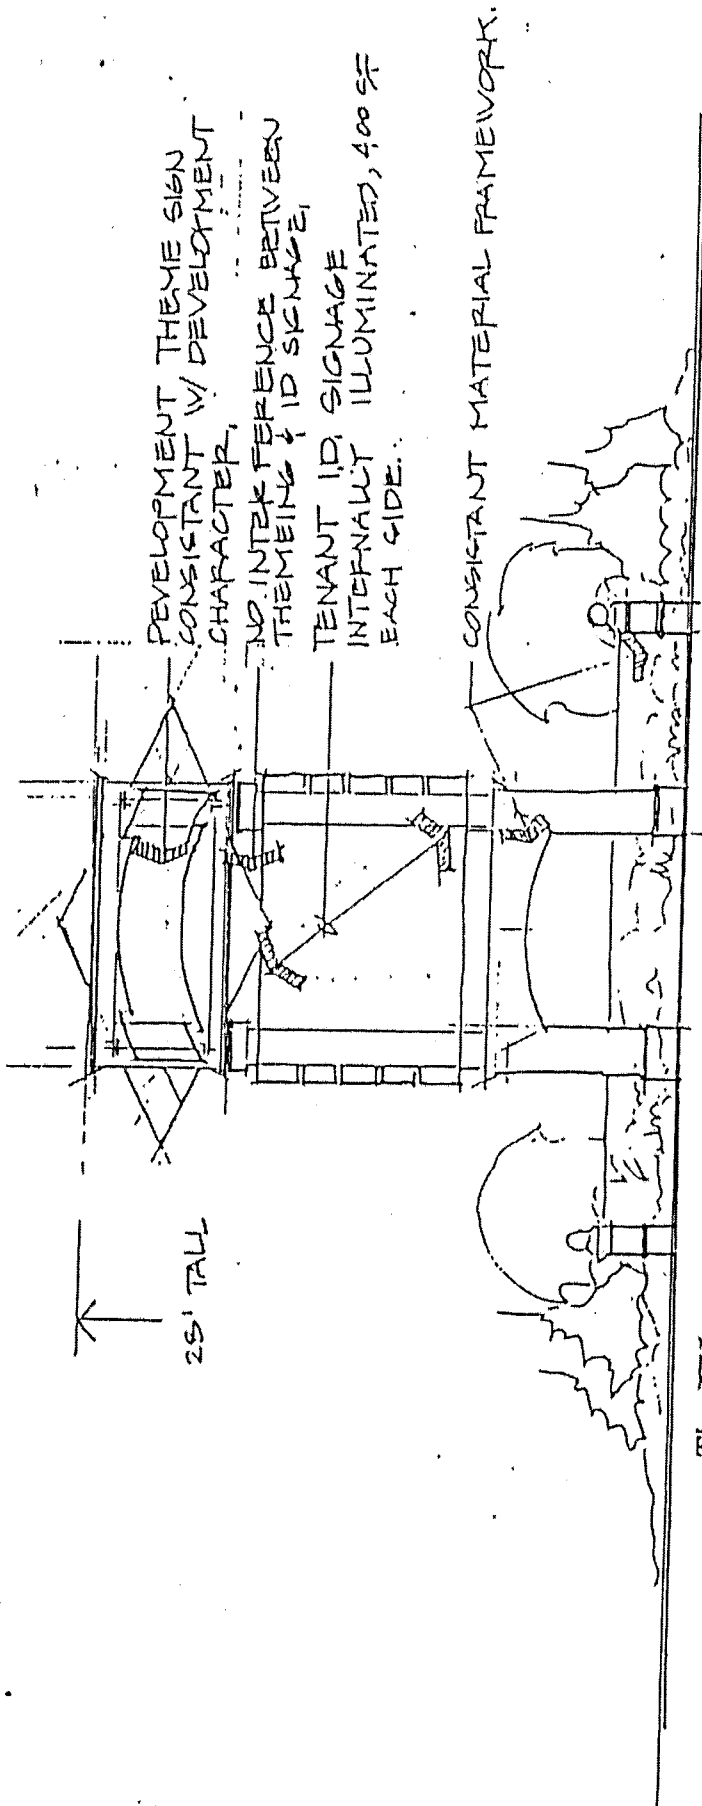 DEVELOPMENT THEME SIGN
CONSISTANT W/ DEVELOPMENT
CHARACTER.
NO INTERFERENCE BETWEEN
THEMEING & ID SIGNAGE.
TENANT I.D. SIGNAGE
INTERNALLY ILLUMINATED, 400 SF
EACH SIDE.
CONSISTANT MATERIAL FRAMEWORK.
25' TALL